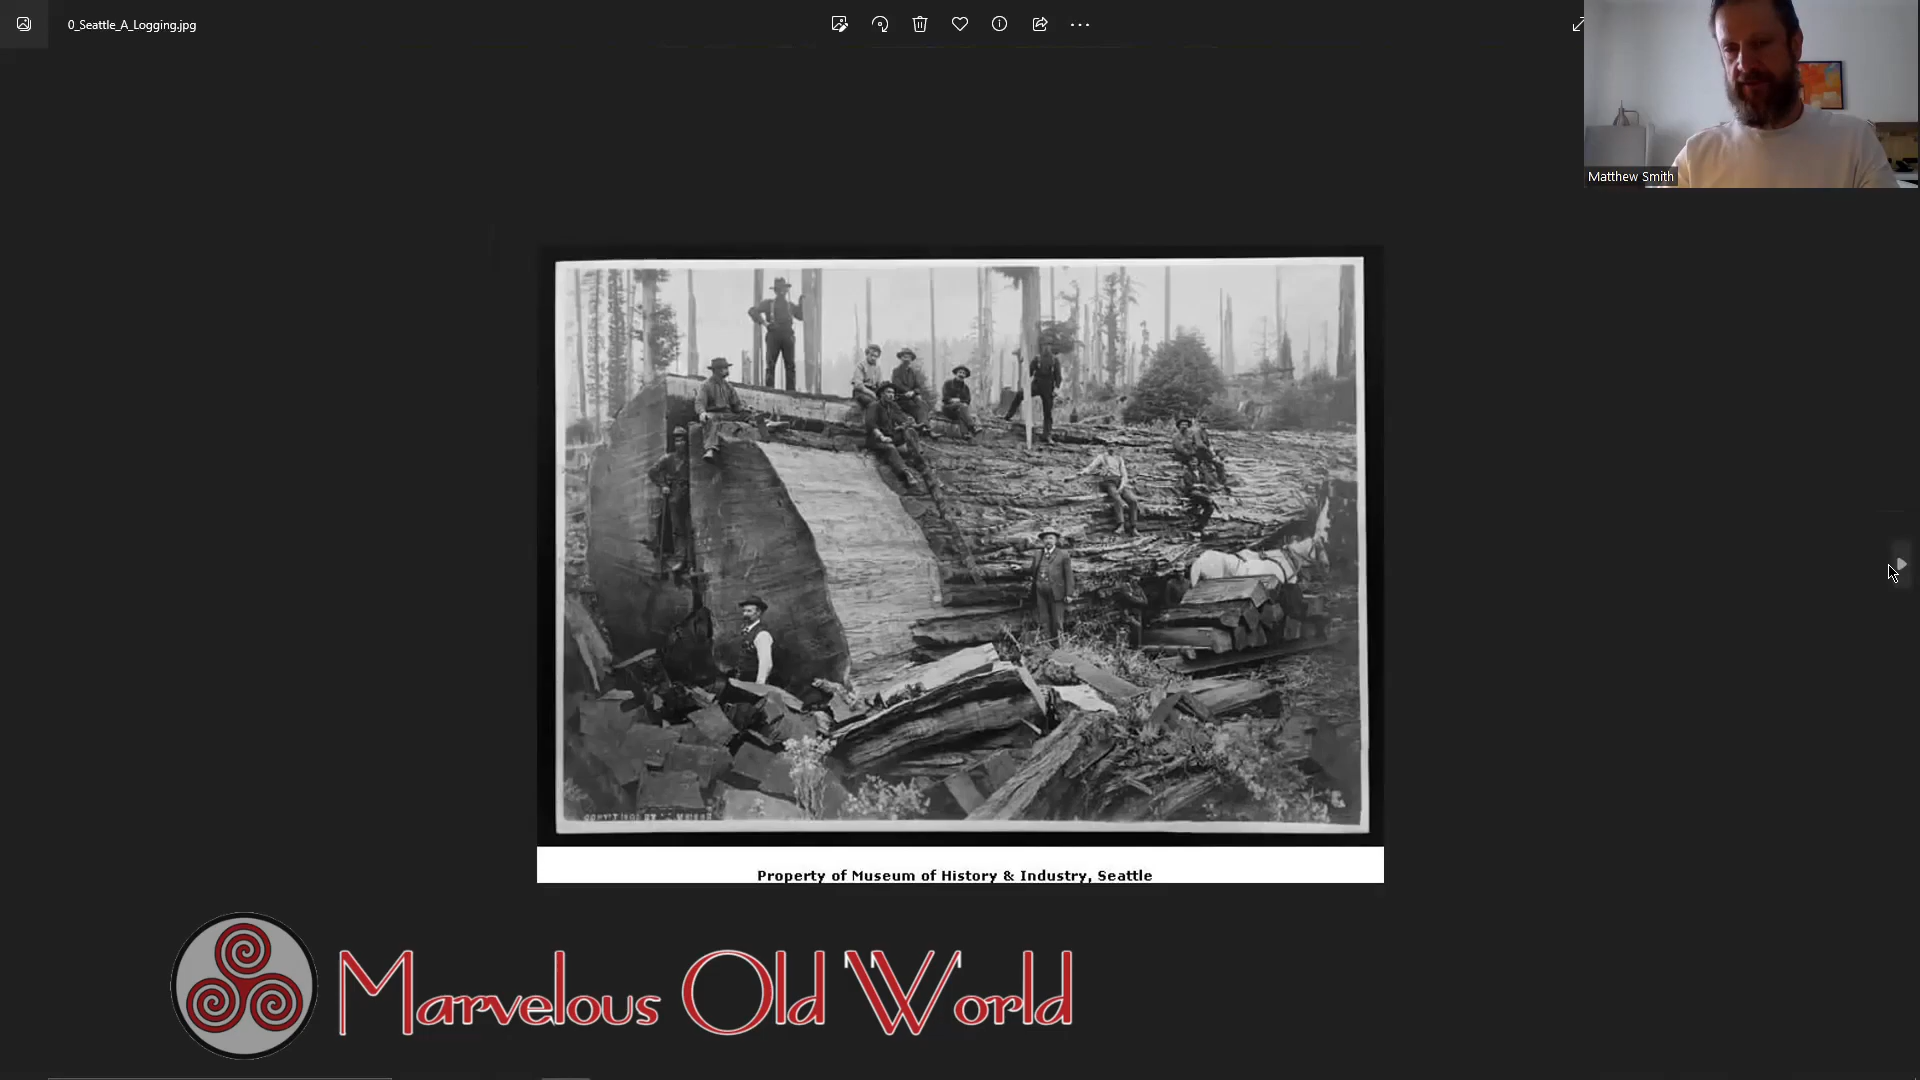 0_Seattle_A_Logging.jpg
Matthew Smith
Property of Museum of History & Industry, Seattle
Marvelous Old World